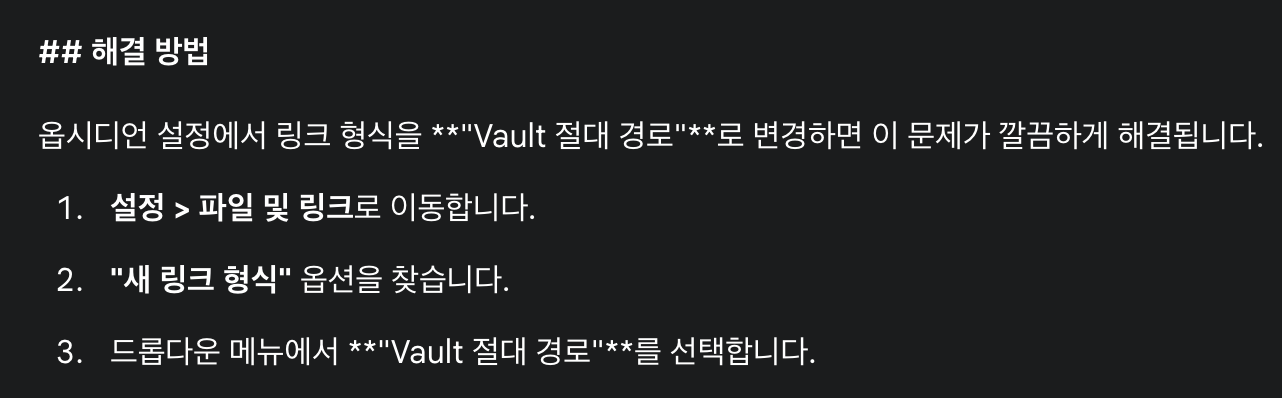 ## 해결 방법
옵시디언 설정에서 링크 형식을 **"Vault 절대 경로"**로 변경하면 이 문제가 깔끔하게 해결됩니다.
1. 설정 > 파일 및 링크로 이동합니다.
2. "새 링크 형식" 옵션을 찾습니다.
3. 드롭다운 메뉴에서 **"Vault 절대 경로"**를 선택합니다.